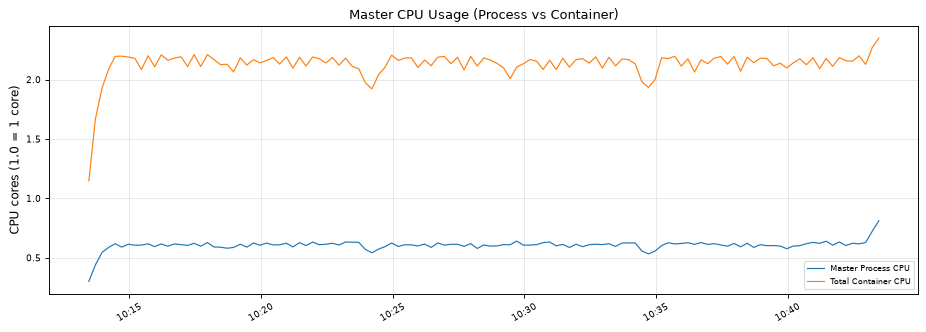 Master CPU Usage (Process vs Container)
CPU cores (1.0 = 1 core)
2.0
1.5
1.0
0.5
10:15
10:20
10:25
10:30
10:35
10:40
Master Process CPU
Total Container CPU